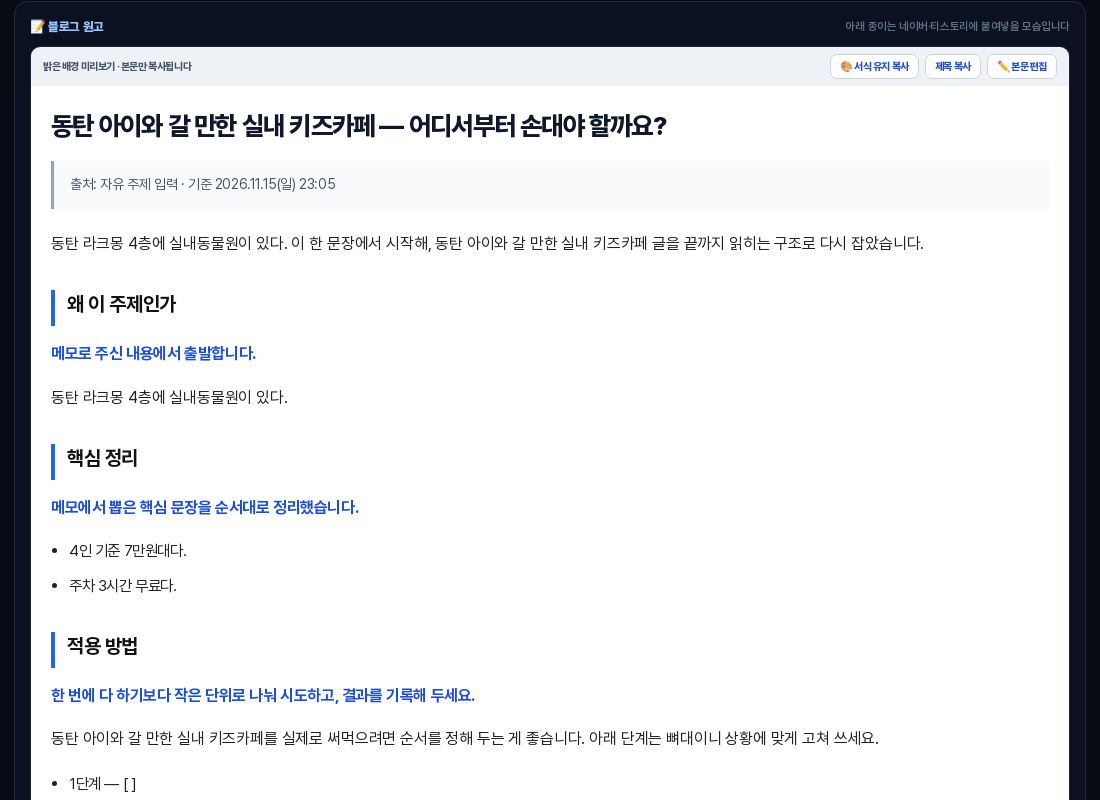 📝 블로그 원고
아래 종이는 네이버·티스토리에 붙여넣을 모습입니다
밝은 배경 미리보기 · 본문만 복사됩니다
🎨 서식 유지 복사
제목 복사
✏️ 본문 편집
동탄 아이와 갈 만한 실내 키즈카페 — 어디서부터 손대야 할까요?
출처: 자유 주제 입력 · 기준 2026.11.15(일) 23:05
동탄 라크몽 4층에 실내동물원이 있다. 이 한 문장에서 시작해, 동탄 아이와 갈 만한 실내 키즈카페 글을 끝까지 읽히는 구조로 다시 잡았습니다.
왜 이 주제인가
메모로 주신 내용에서 출발합니다.
동탄 라크몽 4층에 실내동물원이 있다.
핵심 정리
메모에서 뽑은 핵심 문장을 순서대로 정리했습니다.
• 4인 기준 7만원대다.
• 주차 3시간 무료다.
적용 방법
한 번에 다 하기보다 작은 단위로 나눠 시도하고, 결과를 기록해 두세요.
동탄 아이와 갈 만한 실내 키즈카페를 실제로 써먹으려면 순서를 정해 두는 게 좋습니다. 아래 단계는 뼈대이니 상황에 맞게 고쳐 쓰세요.
• 1단계 — [ ]